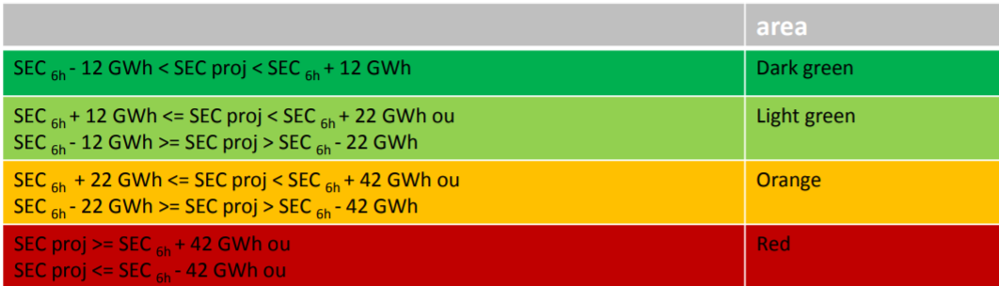 area
SEC 6h - 12 GWh < SEC proj < SEC 6h + 12 GWh
Dark green
SEC 6h + 12 GWh <= SEC proj < SEC 6h + 22 GWh ou
SEC 6h - 12 GWh >= SEC proj > SEC 6h - 22 GWh
Light green
SEC 6h + 22 GWh <= SEC proj < SEC 6h + 42 GWh ou
SEC 6h - 22 GWh >= SEC proj > SEC 6h - 42 GWh
Orange
SEC proj >= SEC 6h + 42 GWh ou
SEC proj <= SEC 6h - 42 GWh ou
Red